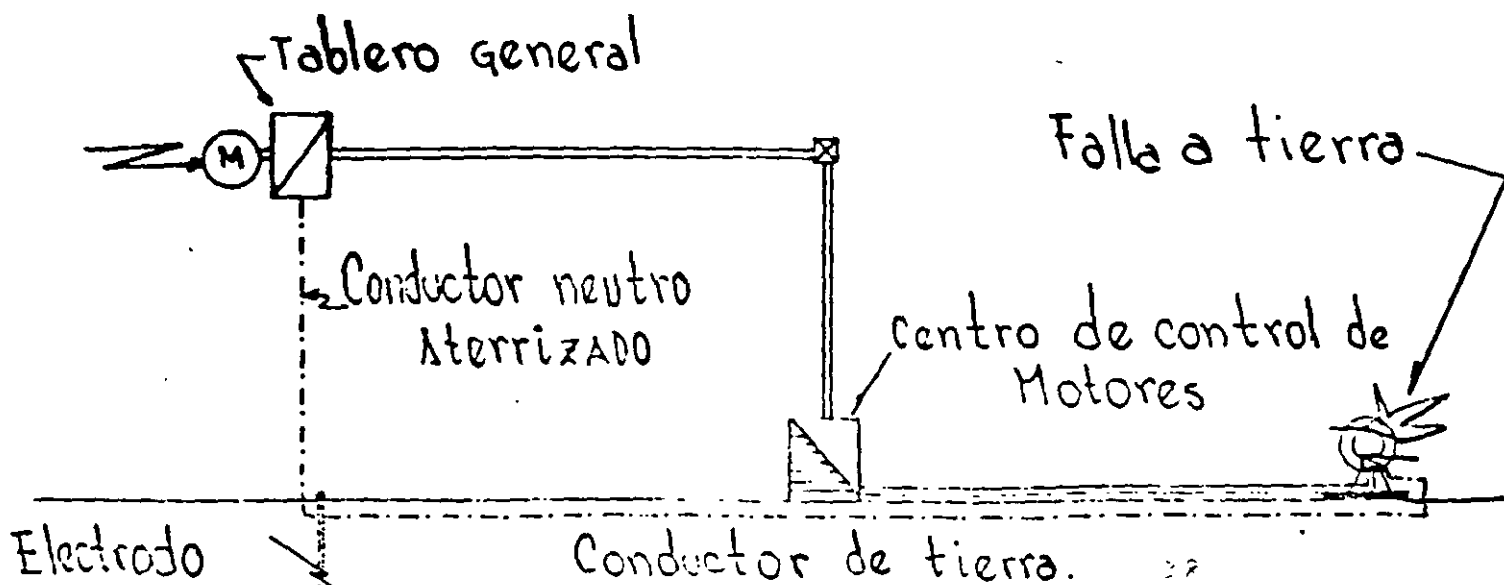 Tablero General
M
Falla a tierra
Conductor neutro
AterrizADO
Centro de control de
Motores
Electrodo
Conductor de tierra.